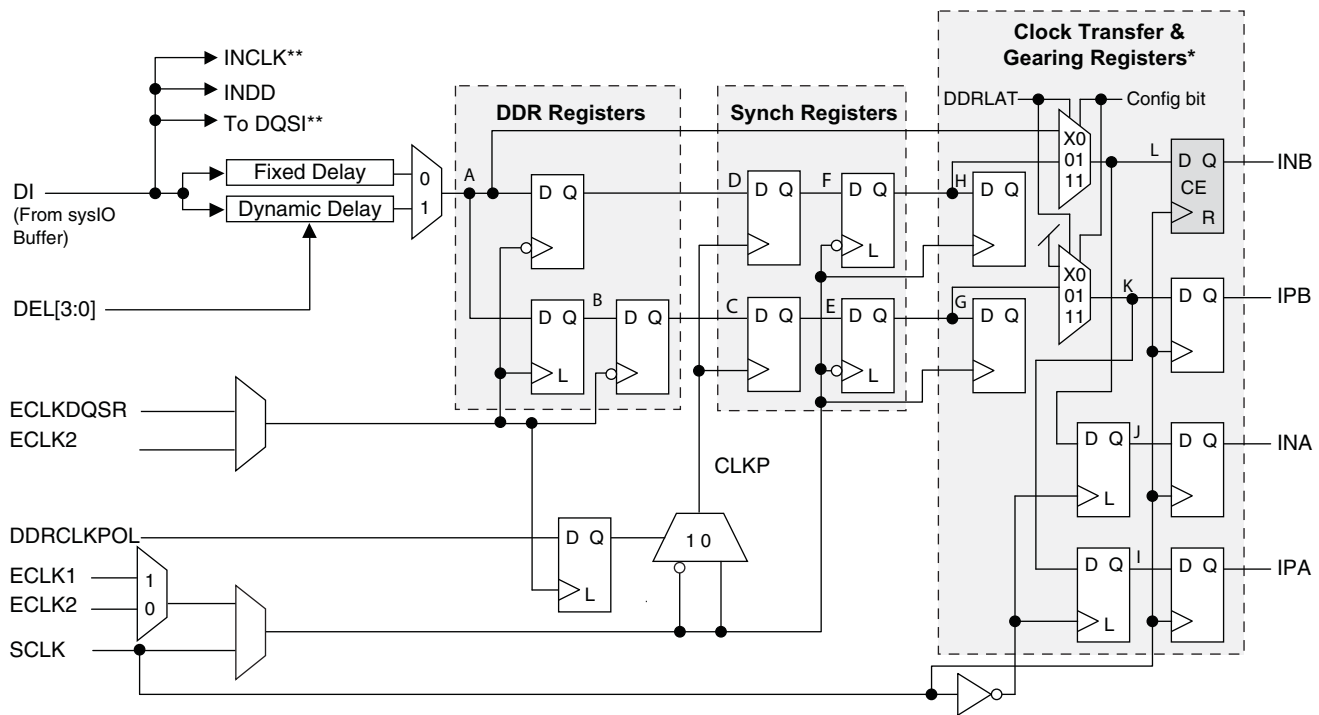 Clock Transfer &
Gearing Registers*
INCLK**
INDD
To DQSI**
DDR Registers
Synch Registers
DDRLAT
Config bit
Fixed Delay
Dynamic Delay
0
1
DI
(From sysIO
Buffer)
DEL[3:0]
A
D Q
D
D Q
F
D Q
L
H
D Q
X0
01
11
L
D Q
CE
R
INB
D Q
L
B
D Q
C
D Q
E
D Q
L
G
D Q
X0
01
11
K
D Q
IPB
ECLKDQSR
ECLK2
CLKP
D Q
L
J
D Q
INA
DDRCLKPOL
D Q
L
1 0
ECLK1
ECLK2
1
0
SCLK
D Q
L
I
D Q
IPA